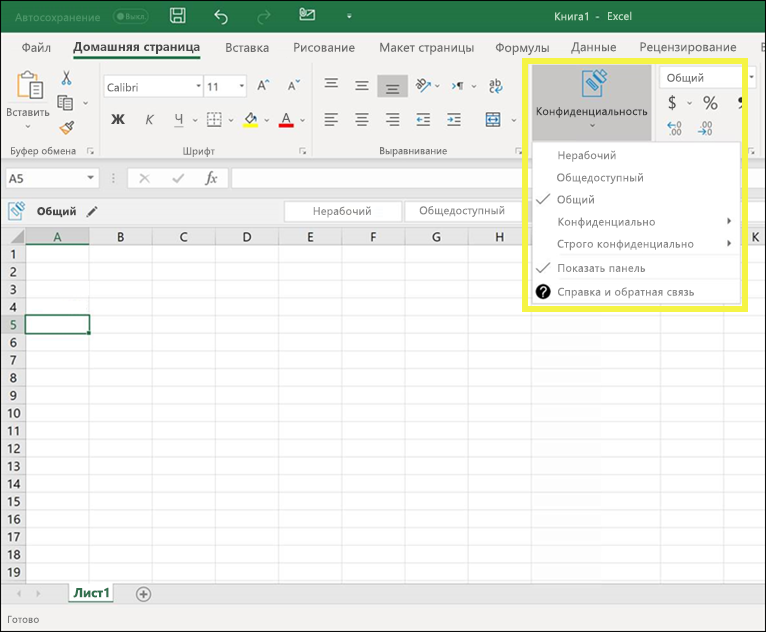 Автосохранение Выкл. Книга1 - Excel
Файл Домашняя страница Вставка Рисование Макет страницы Формулы Данные Рецензирование
Вставить Calibri 11 Конфиденциальность Общий
Ж К Ч А $ %
Буфер обмена Шрифт Выравнивание
Нерабочий
Общедоступный
Общий
Конфиденциально
Строго конфиденциально
Показать панель
Справка и обратная связь
A5 fx
Общий Нерабочий Общедоступный
A B C D E F G H K
1
2
3
4
5
6
7
8
9
10
11
12
13
14
15
16
17
18
19
Лист1
Готово